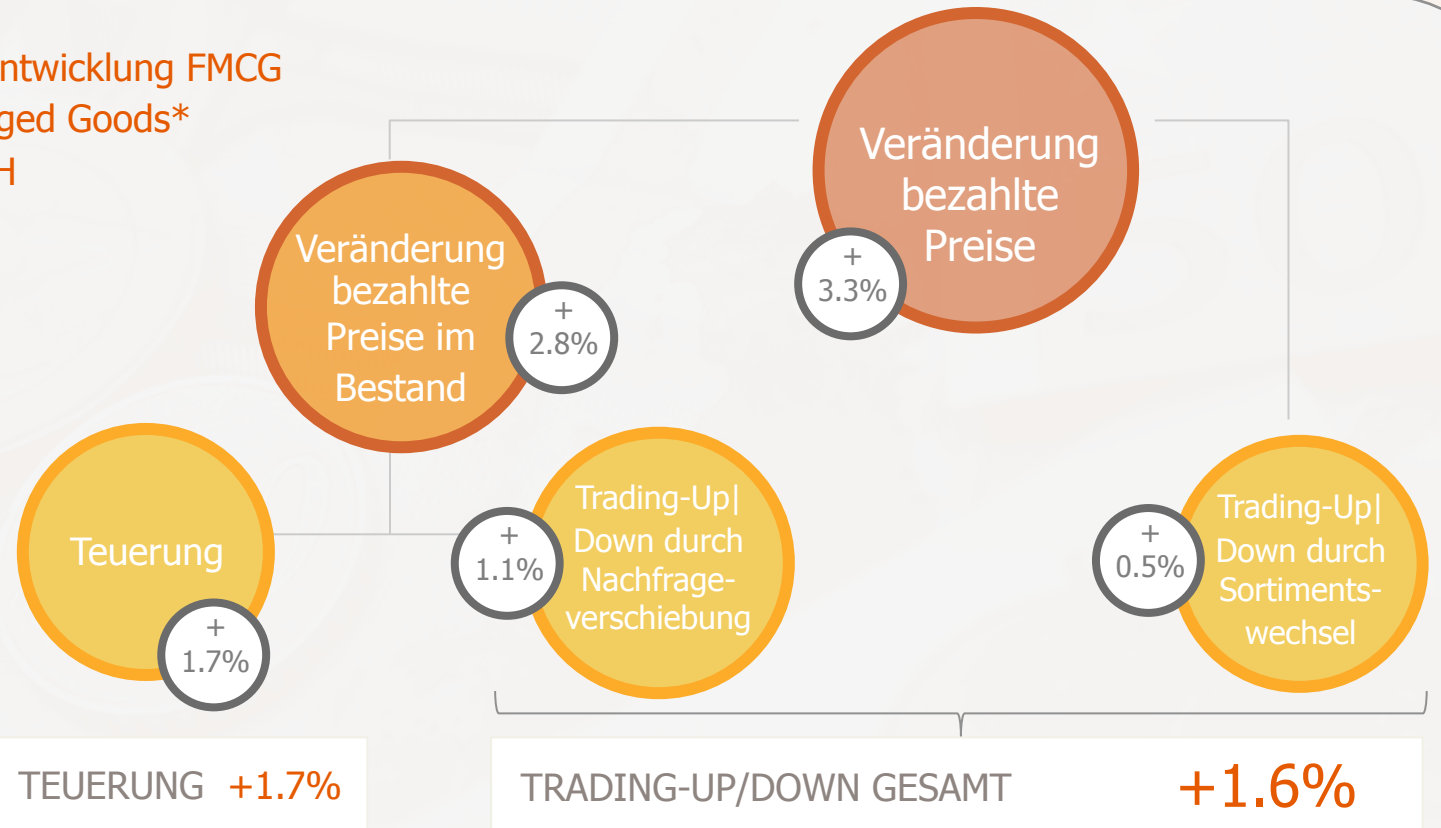 ntwicklung FMCG
ged Goods*
H
Veränderung
bezahlte
Preise
+
3.3%
Veränderung
bezahlte
Preise im
Bestand
+
2.8%
Teuerung
+
1.7%
Trading-Up|
Down durch
Nachfrage-
verschiebung
+
1.1%
Trading-Up|
Down durch
Sortiments-
wechsel
+
0.5%
TEUERUNG +1.7%
TRADING-UP/DOWN GESAMT +1.6%